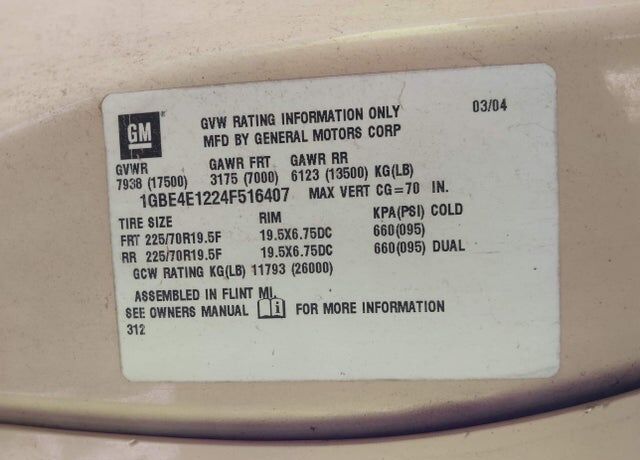 GM ®
GVW RATING INFORMATION ONLY 03/04
MFD BY GENERAL MOTORS CORP
GVWR GAWR FRT GAWR RR
7938 (17500) 3175 (7000) 6123 (13500) KG(LB)
1GBE4E1224F516407 MAX VERT CG=70 IN.
TIRE SIZE RIM KPA(PSI) COLD
FRT 225/70R19.5F 19.5X6.75DC 660(095)
RR 225/70R19.5F 19.5X6.75DC 660(095) DUAL
GCW RATING KG(LB) 11793 (26000)
ASSEMBLED IN FLINT MI.
SEE OWNERS MANUAL i FOR MORE INFORMATION
312